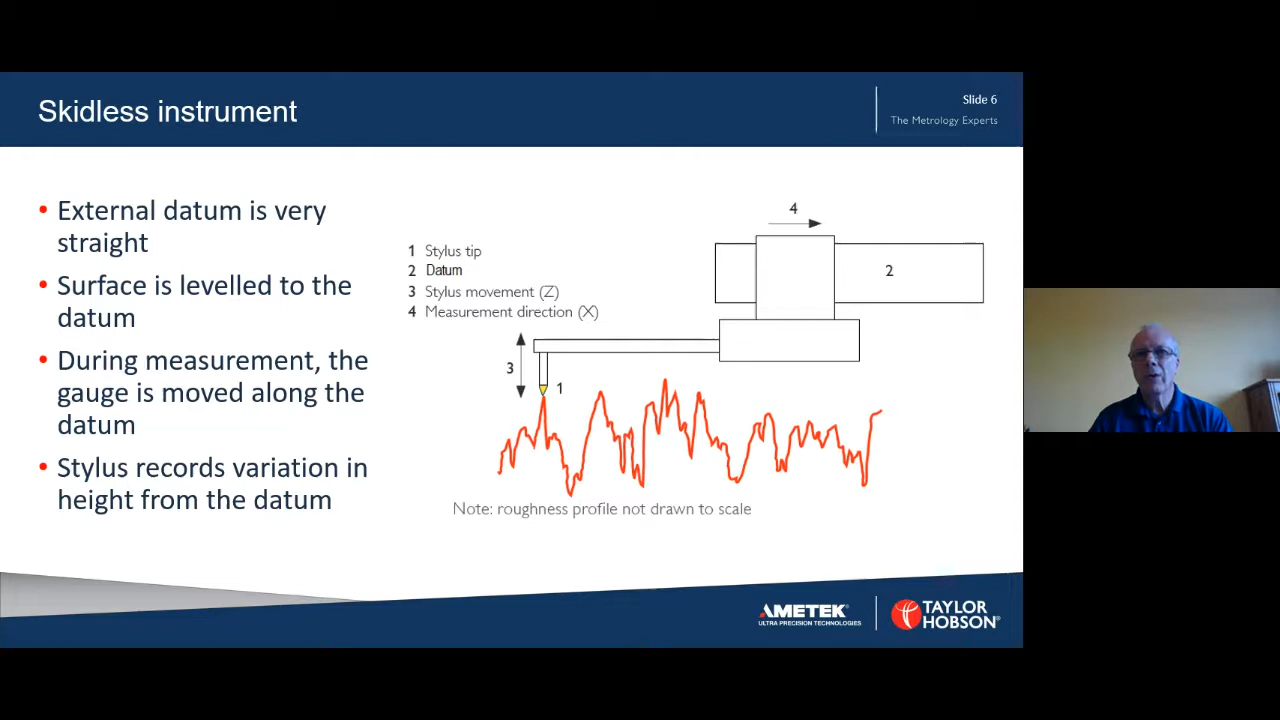 Skidless instrument
Slide 6
The Metrology Experts
• External datum is very
straight
• Surface is levelled to the
datum
• During measurement, the
gauge is moved along the
datum
• Stylus records variation in
height from the datum
1 Stylus tip
2 Datum
3 Stylus movement (Z)
4 Measurement direction (X)
4
2
3
1
Note: roughness profile not drawn to scale
AMETEK®
ULTRA PRECISION TECHNOLOGIES
TAYLOR
HOBSON®